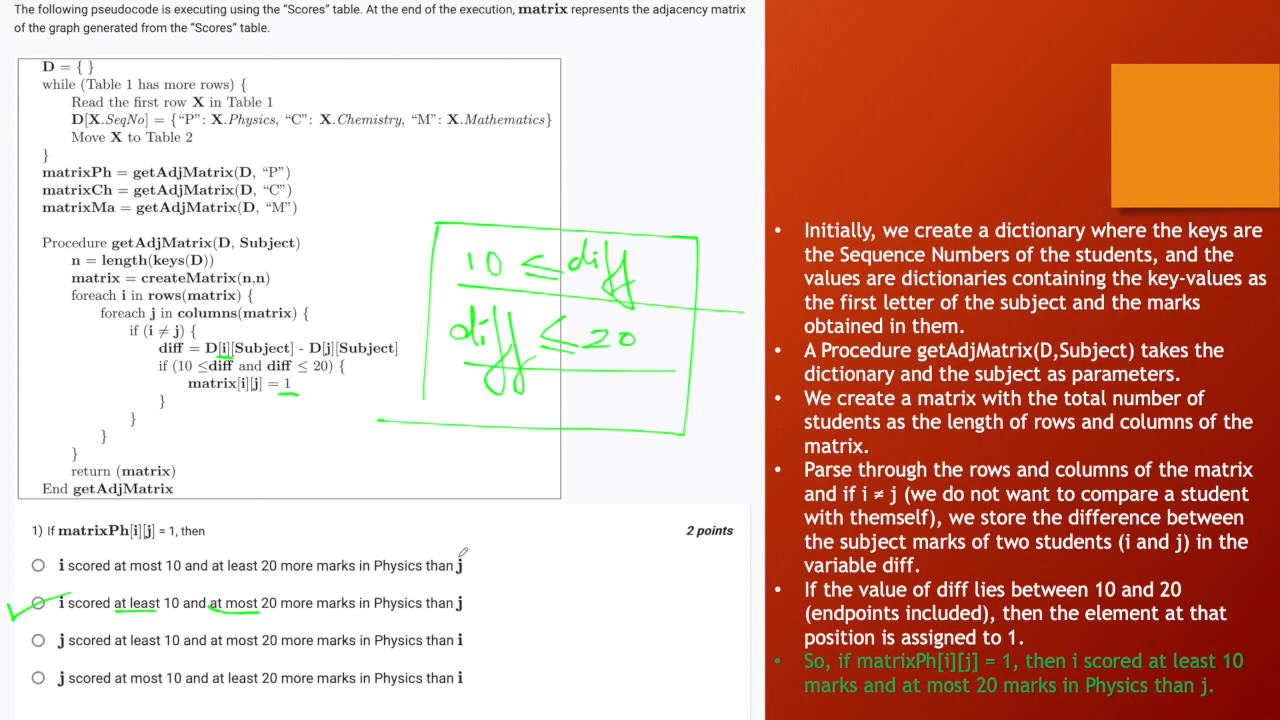 The following pseudocode is executing using the “Scores” table. At the end of the execution, matrix represents the adjacency matrix
of the graph generated from the “Scores” table.
D = { }
while (Table 1 has more rows) {
Read the first row X in Table 1
D[X.SeqNo] = {“P”: X.Physics, “C”: X.Chemistry, “M”: X.Mathematics}
Move X to Table 2
}
matrixPh = getAdjMatrix(D, “P”)
matrixCh = getAdjMatrix(D, “C”)
matrixMa = getAdjMatrix(D, “M”)
Procedure getAdjMatrix(D, Subject)
n = length(keys(D))
matrix = createMatrix(n,n)
foreach i in rows(matrix) {
foreach j in columns(matrix) {
if (i ≠ j) {
diff = D[i][Subject] - D[j][Subject]
if (10 ≤diff and diff ≤ 20) {
matrix[i][j] = 1
}
}
}
}
return (matrix)
End getAdjMatrix
10 ≤ diff
diff ≤ 20
1) If matrixPh[i][j] = 1, then
2 points
i scored at most 10 and at least 20 more marks in Physics than j
i scored at least 10 and at most 20 more marks in Physics than j
j scored at least 10 and at most 20 more marks in Physics than i
j scored at most 10 and at least 20 more marks in Physics than i
• Initially, we create a dictionary where the keys are
the Sequence Numbers of the students, and the
values are dictionaries containing the key-values as
the first letter of the subject and the marks
obtained in them.
• A Procedure getAdjMatrix(D,Subject) takes the
dictionary and the subject as parameters.
• We create a matrix with the total number of
students as the length of rows and columns of the
matrix.
• Parse through the rows and columns of the matrix
and if i ≠ j (we do not want to compare a student
with themself), we store the difference between
the subject marks of two students (i and j) in the
variable diff.
• If the value of diff lies between 10 and 20
(endpoints included), then the element at that
position is assigned to 1.
• So, if matrixPh[i][j] = 1, then i scored at least 10
marks and at most 20 marks in Physics than j.